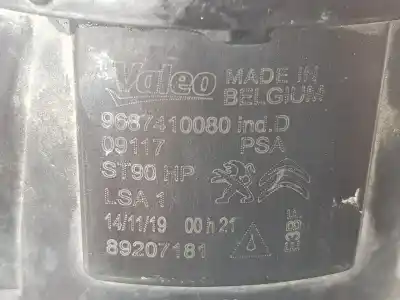 Valeo MADE IN BELGIUM
9687410080 ind.D
09117 PSA
ST90 HP
LSA 1
14/11/19 00 h 21
89207181